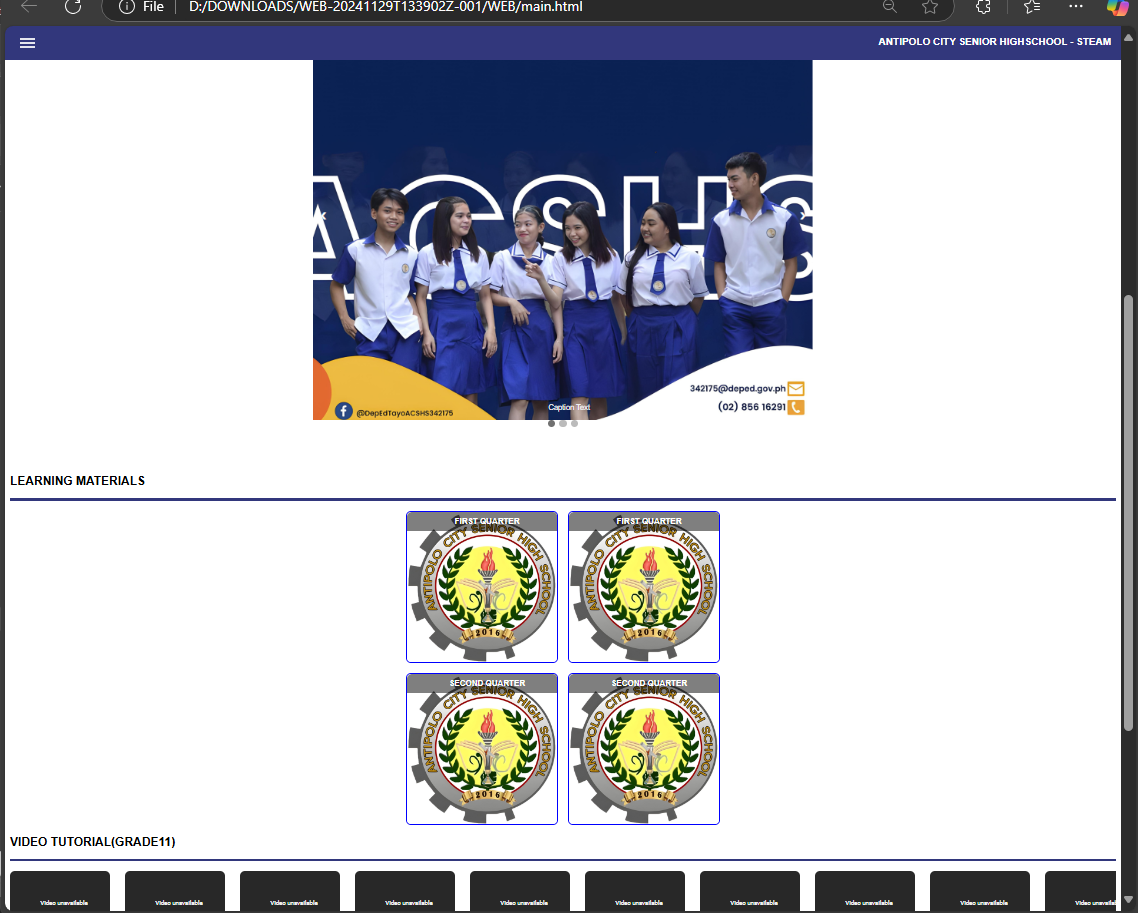 File
D:/DOWNLOADS/WEB-20241129T133902Z-001/WEB/main.html
ANTIPOLO CITY SENIOR HIGHSCHOOL - STEAM
ACSHS
342175@deped.gov.ph
(02) 856 16291
@DepEdTayoACSHS342175
Caption Text
LEARNING MATERIALS
FIRST QUARTER
ANTIPOLO CITY SENIOR HIGH SCHOOL
2016
FIRST QUARTER
ANTIPOLO CITY SENIOR HIGH SCHOOL
2016
SECOND QUARTER
ANTIPOLO CITY SENIOR HIGH SCHOOL
2016
SECOND QUARTER
ANTIPOLO CITY SENIOR HIGH SCHOOL
2016
VIDEO TUTORIAL(GRADE11)
Video unavailable
Video unavailable
Video unavailable
Video unavailable
Video unavailable
Video unavailable
Video unavailable
Video unavailable
Video unavailable
Video unavail